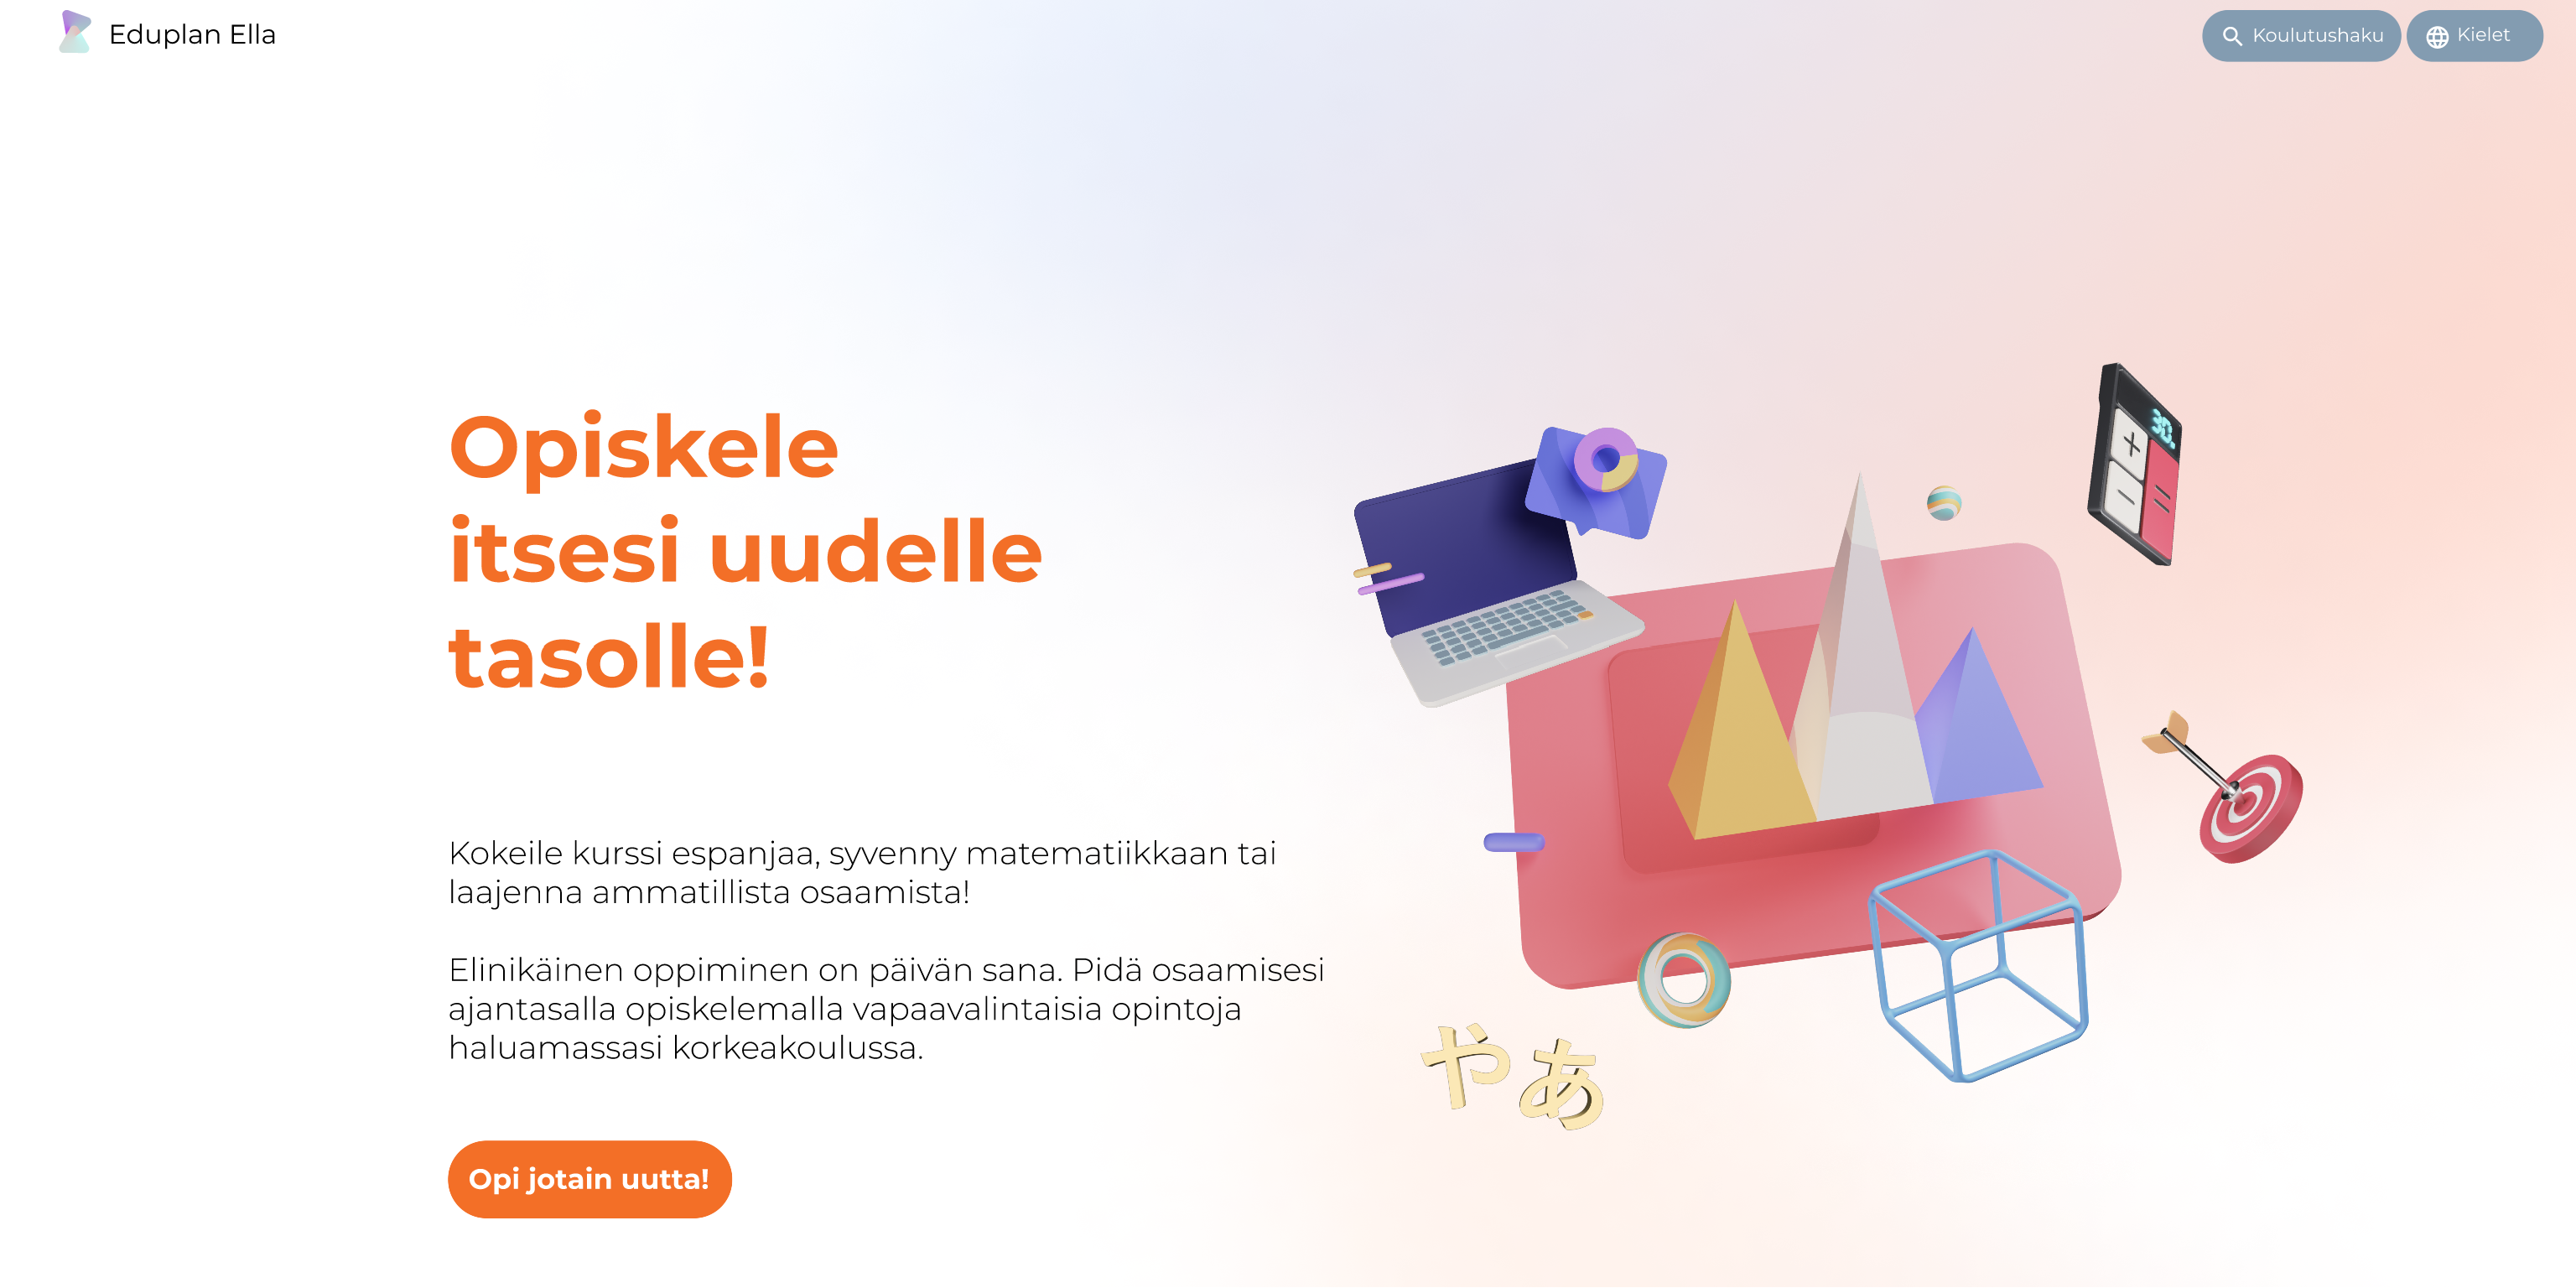 Eduplan Ella
Koulutushaku
Kielet
Opiskele
itsesi uudelle
tasolle!
30.
+
−
=
Kokeile kurssi espanjaa, syvenny matematiikkaan tai
laajenna ammatillista osaamista!
Elinikäinen oppiminen on päivän sana. Pidä osaamisesi
ajantasalla opiskelemalla vapaavalintaisia opintoja
haluamassasi korkeakoulussa.
やあ
Opi jotain uutta!